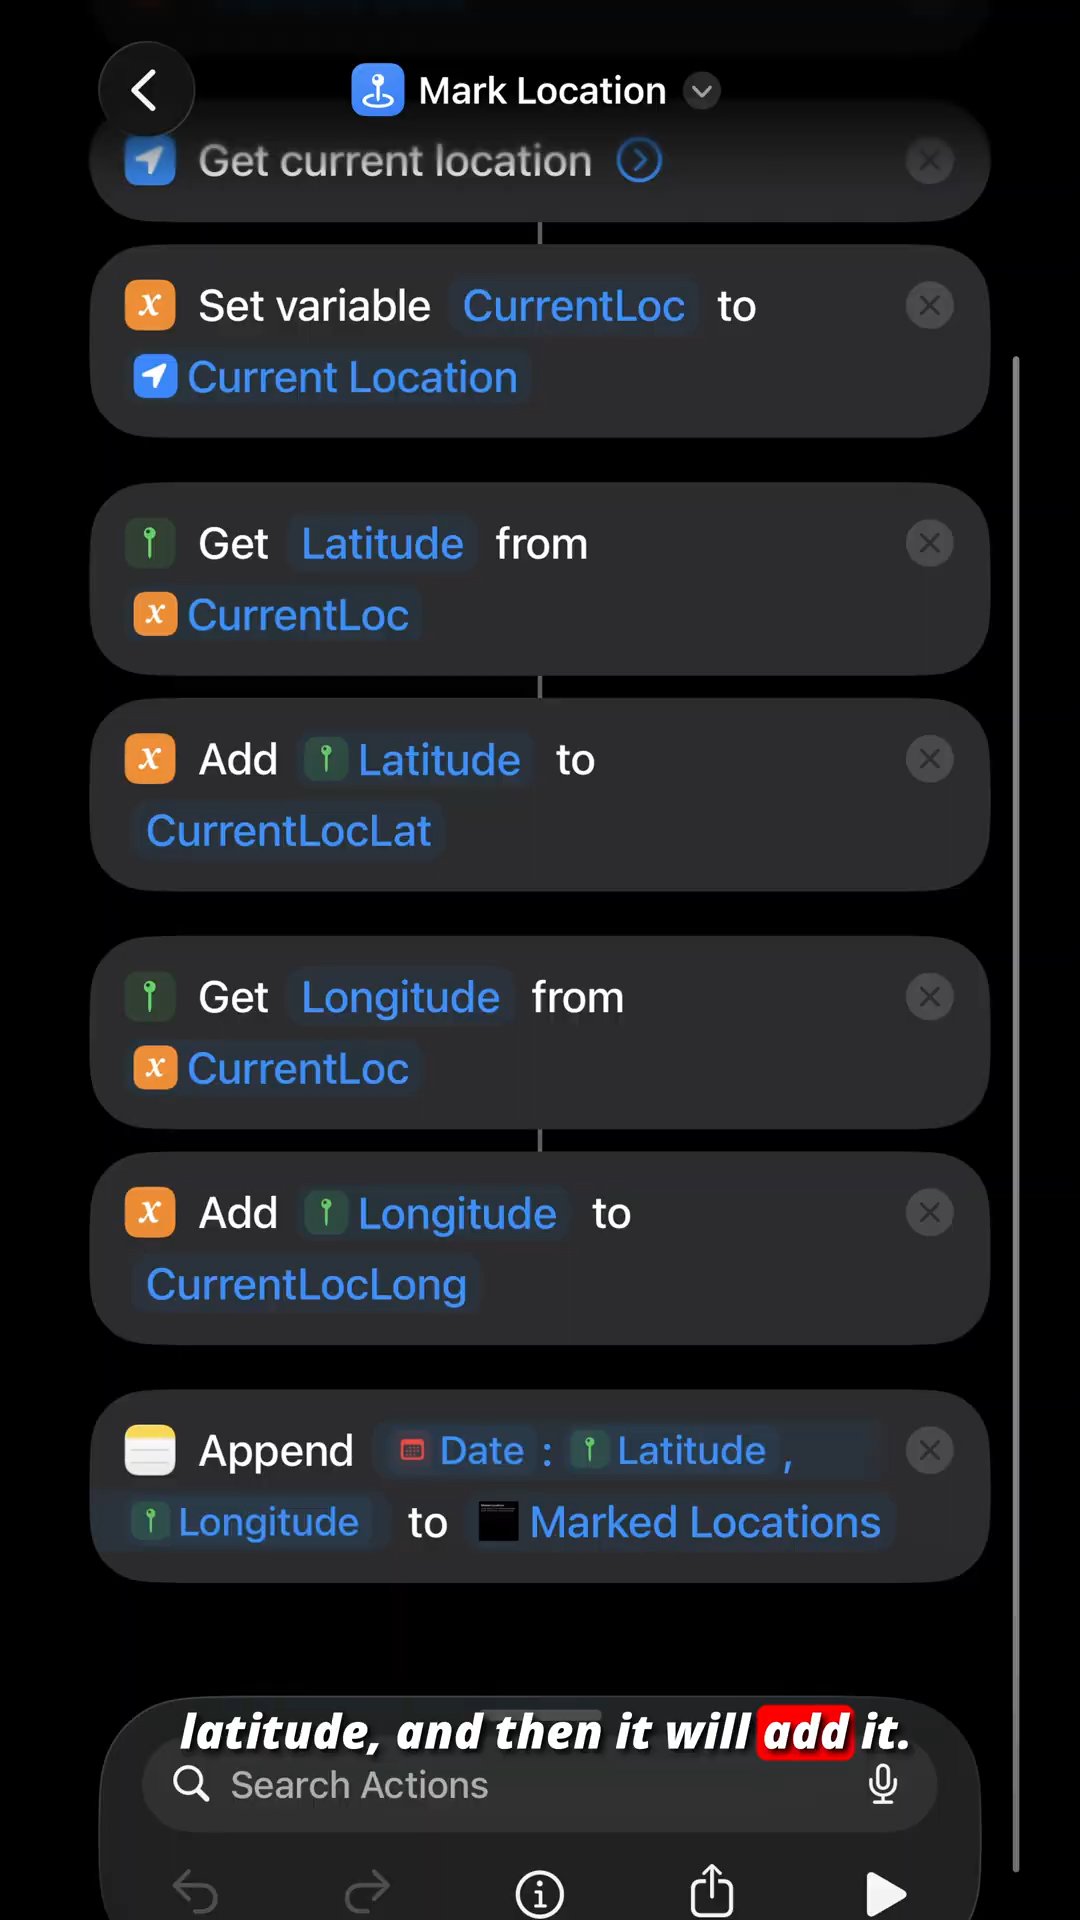 Mark Location
Get current location
Set variable CurrentLoc to
Current Location
Get Latitude from
CurrentLoc
Add Latitude to
CurrentLocLat
Get Longitude from
CurrentLoc
Add Longitude to
CurrentLocLong
Append Date : Latitude ,
Longitude to Marked Locations
latitude, and then it will add it.
Search Actions